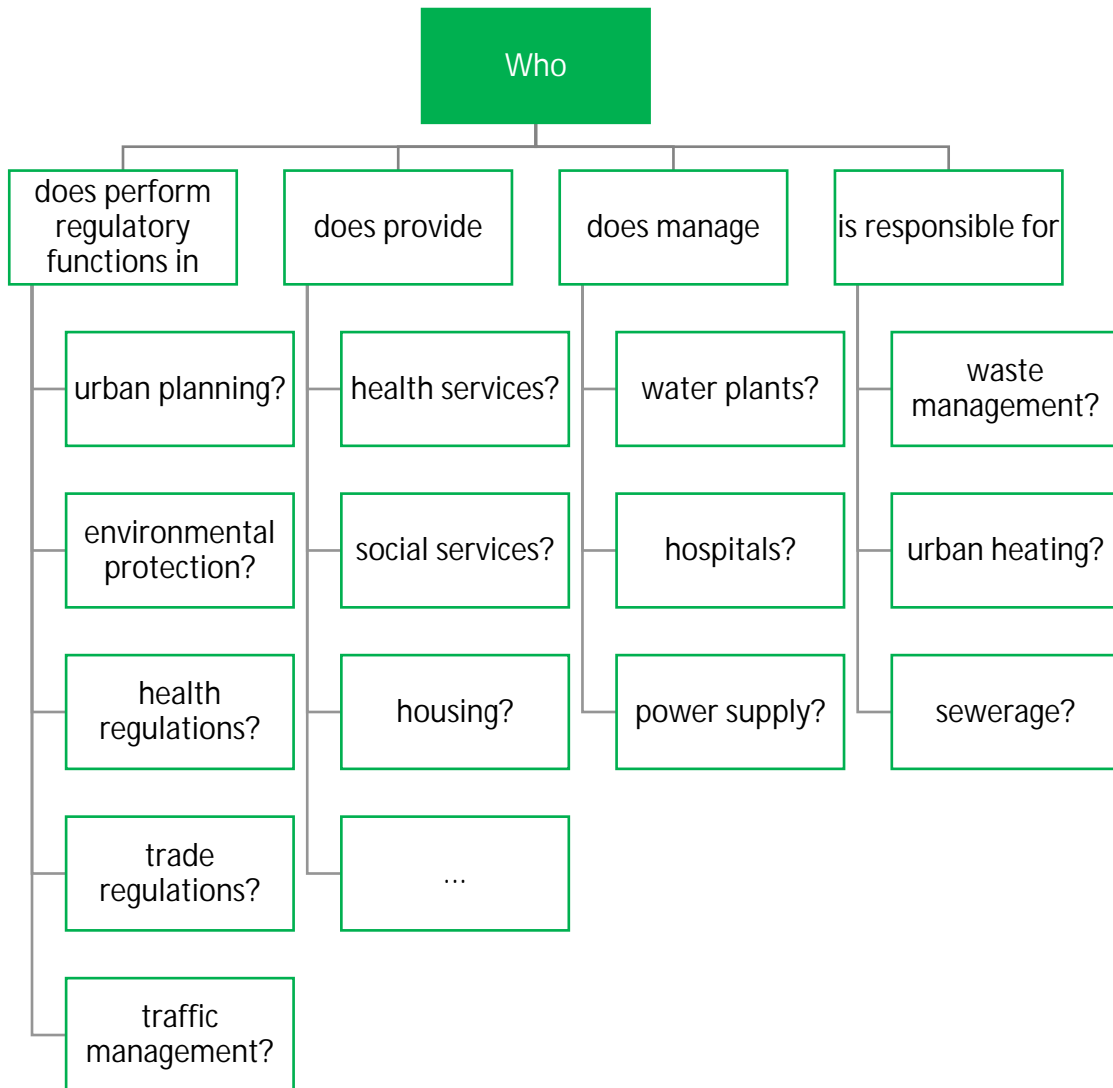 Who
does perform
regulatory
functions in
urban planning?
environmental
protection?
health
regulations?
trade
regulations?
traffic
management?
does provide
health services?
social services?
housing?
...
does manage
water plants?
hospitals?
power supply?
is responsible for
waste
management?
urban heating?
sewerage?